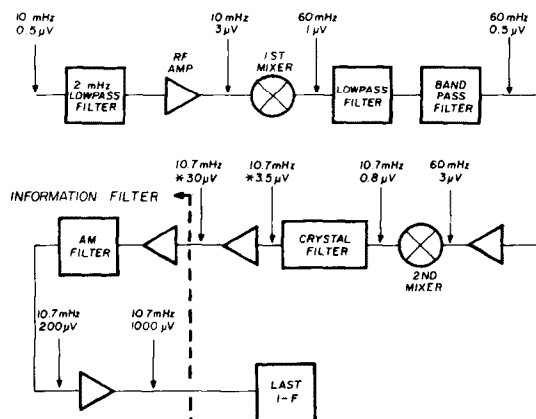 10 mHz
0.5 µV
2 mHz
LOWPASS
FILTER
RF
AMP
10 mHz
3 µV
1 ST
MIXER
60 mHz
1 µV
LOWPASS
FILTER
BAND
PASS
FILTER
60 mHz
0.5 µV
INFORMATION FILTER
AM
FILTER
10.7 mHz
*30 µV
10.7 mHz
*3.5 µV
CRYSTAL
FILTER
10.7 mHz
0.8 µV
2ND
MIXER
60 mHz
3 µV
10.7 mHz
200 µV
10.7 mHz
1000 µV
LAST
I-F